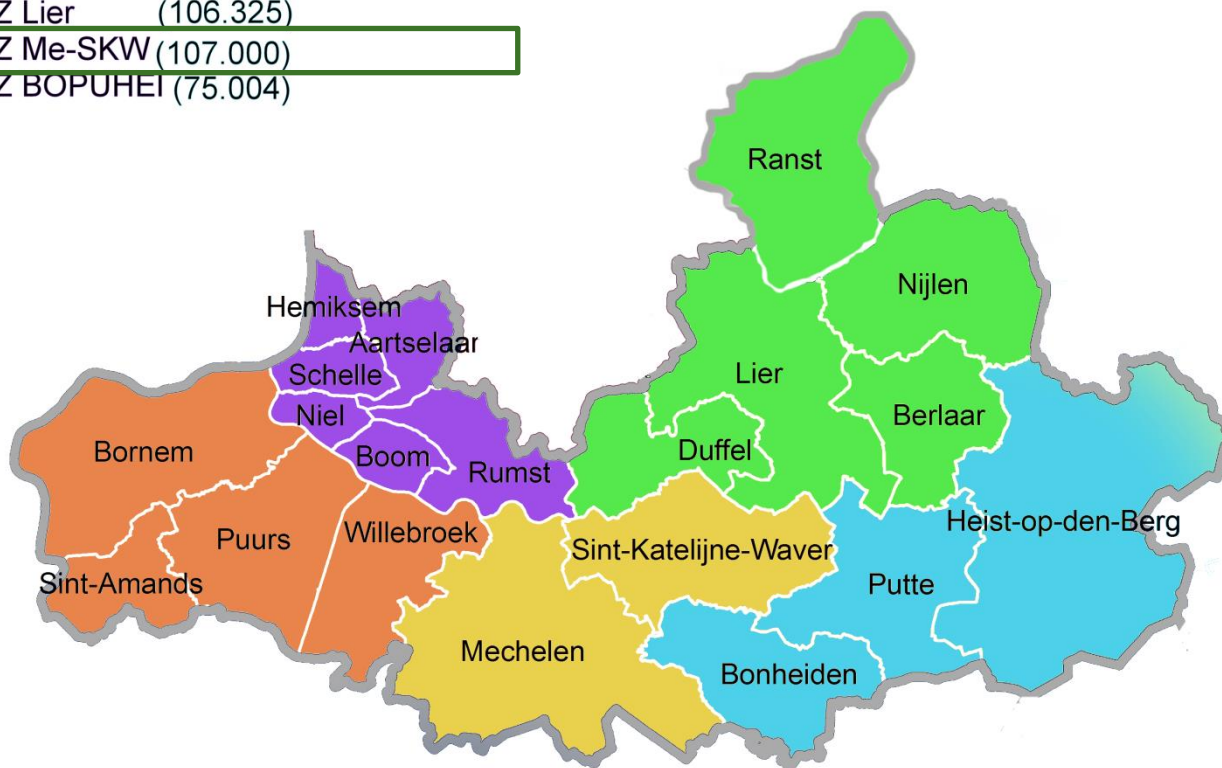 Z Lier (106.325)
Z Me-SKW (107.000)
Z BOPUHEI (75.004)
Ranst
Nijlen
Hemiksem
Aartselaar
Schelle
Lier
Niel
Berlaar
Bornem
Boom
Duffel
Rumst
Heist-op-den-Berg
Puurs
Willebroek
Sint-Katelijne-Waver
Sint-Amands
Putte
Mechelen
Bonheiden